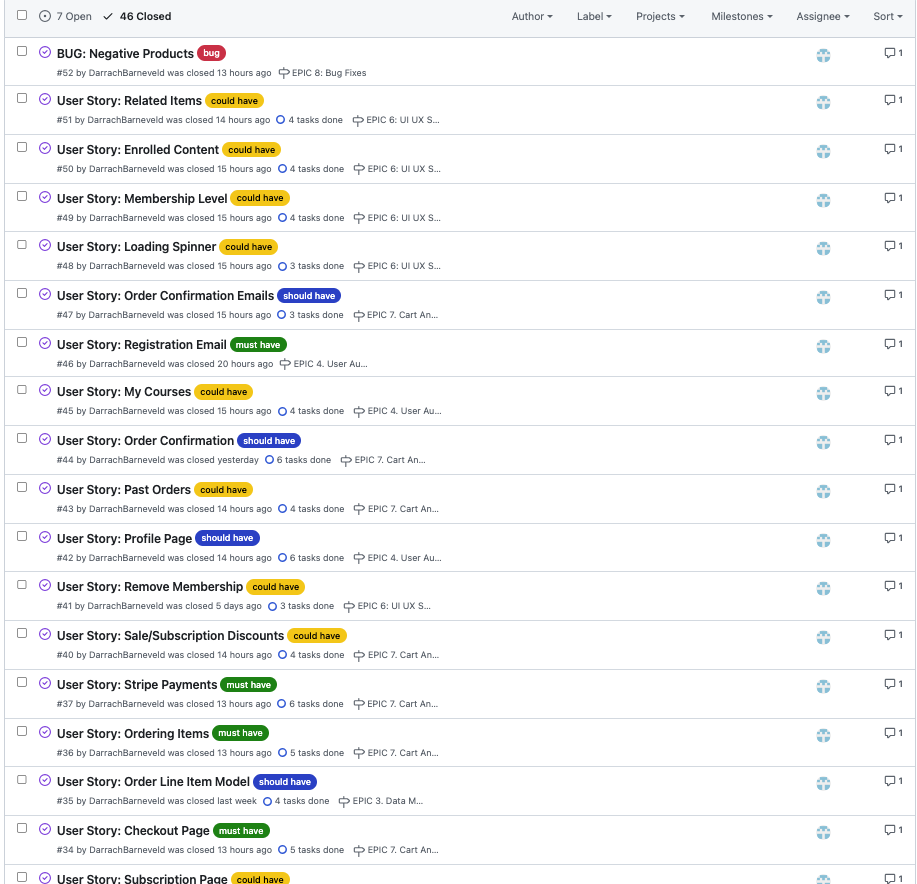 7 Open 46 Closed Author Label Projects Milestones Assignee Sort
BUG: Negative Products bug 1
#52 by DarrachBarneveld was closed 13 hours ago EPIC 8: Bug Fixes
User Story: Related Items could have 1
#51 by DarrachBarneveld was closed 14 hours ago 4 tasks done EPIC 6: UI UX S...
User Story: Enrolled Content could have 1
#50 by DarrachBarneveld was closed 15 hours ago 4 tasks done EPIC 6: UI UX S...
User Story: Membership Level could have 1
#49 by DarrachBarneveld was closed 15 hours ago 4 tasks done EPIC 6: UI UX S...
User Story: Loading Spinner could have 1
#48 by DarrachBarneveld was closed 15 hours ago 3 tasks done EPIC 6: UI UX S...
User Story: Order Confirmation Emails should have 1
#47 by DarrachBarneveld was closed 15 hours ago 3 tasks done EPIC 7. Cart An...
User Story: Registration Email must have 1
#46 by DarrachBarneveld was closed 20 hours ago EPIC 4. User Au...
User Story: My Courses could have 1
#45 by DarrachBarneveld was closed 15 hours ago 4 tasks done EPIC 4. User Au...
User Story: Order Confirmation should have 1
#44 by DarrachBarneveld was closed yesterday 6 tasks done EPIC 7. Cart An...
User Story: Past Orders could have 1
#43 by DarrachBarneveld was closed 14 hours ago 4 tasks done EPIC 7. Cart An...
User Story: Profile Page should have 1
#42 by DarrachBarneveld was closed 14 hours ago 6 tasks done EPIC 4. User Au...
User Story: Remove Membership could have 1
#41 by DarrachBarneveld was closed 5 days ago 3 tasks done EPIC 6: UI UX S...
User Story: Sale/Subscription Discounts could have 1
#40 by DarrachBarneveld was closed 14 hours ago 4 tasks done EPIC 7. Cart An...
User Story: Stripe Payments must have 1
#37 by DarrachBarneveld was closed 13 hours ago 6 tasks done EPIC 7. Cart An...
User Story: Ordering Items must have 1
#36 by DarrachBarneveld was closed 13 hours ago 5 tasks done EPIC 7. Cart An...
User Story: Order Line Item Model should have 1
#35 by DarrachBarneveld was closed last week 4 tasks done EPIC 3. Data M...
User Story: Checkout Page must have 1
#34 by DarrachBarneveld was closed 13 hours ago 5 tasks done EPIC 7. Cart An...
User Story: Subscription Page could have 1